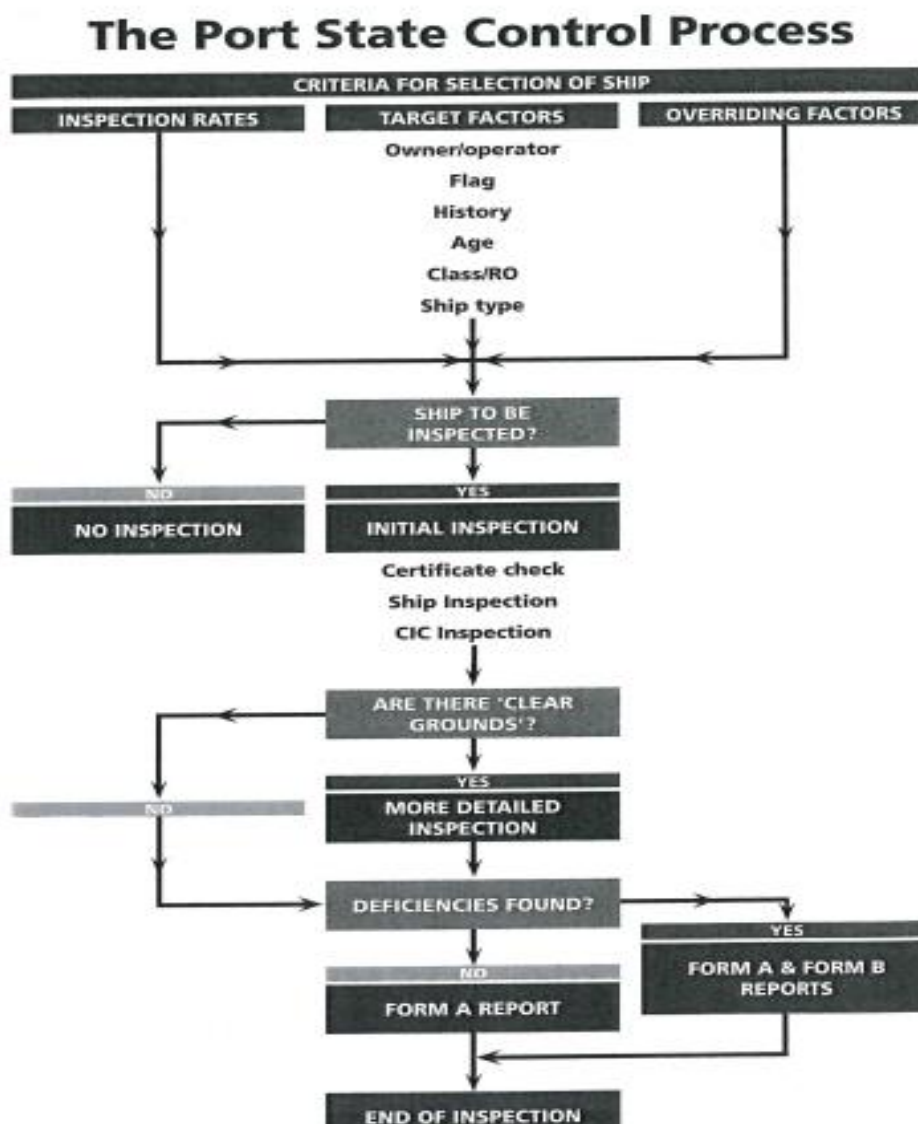 The Port State Control Process
CRITERIA FOR SELECTION OF SHIP
INSPECTION RATES
TARGET FACTORS
OVERRIDING FACTORS
Owner/operator
Flag
History
Age
Class/RO
Ship type
SHIP TO BE
INSPECTED?
NO
YES
NO INSPECTION
INITIAL INSPECTION
Certificate check
Ship Inspection
CIC Inspection
ARE THERE 'CLEAR
GROUNDS'?
YES
NO
MORE DETAILED
INSPECTION
DEFICIENCIES FOUND?
YES
FORM A & FORM B
REPORTS
NO
FORM A REPORT
END OF INSPECTION